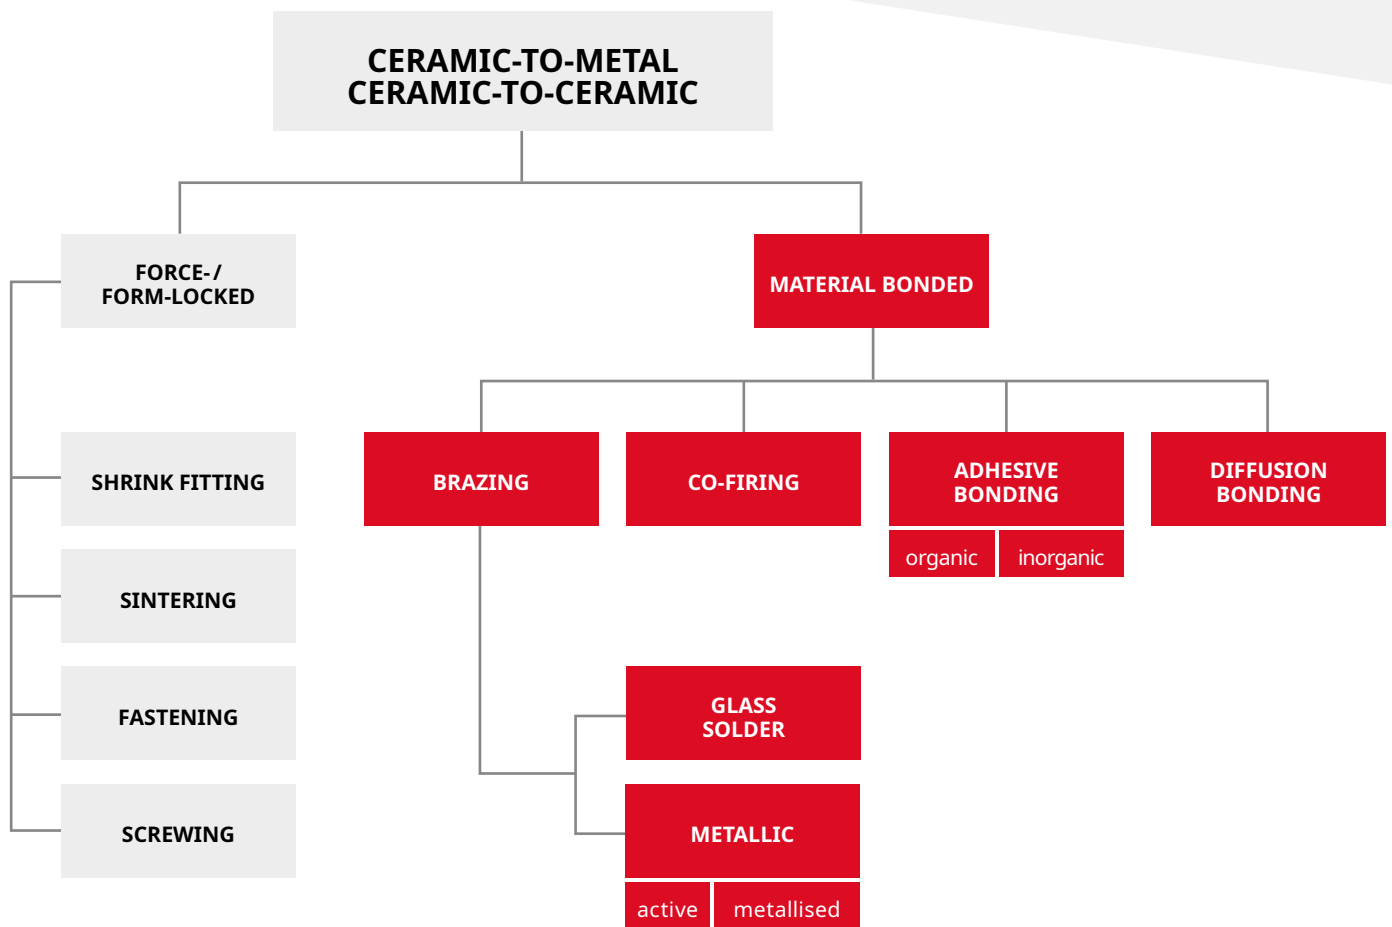 CERAMIC-TO-METAL
CERAMIC-TO-CERAMIC
FORCE-/
FORM-LOCKED
MATERIAL BONDED
SHRINK FITTING
BRAZING
CO-FIRING
ADHESIVE
BONDING
DIFFUSION
BONDING
organic
inorganic
SINTERING
FASTENING
GLASS
SOLDER
SCREWING
METALLIC
active
metallised